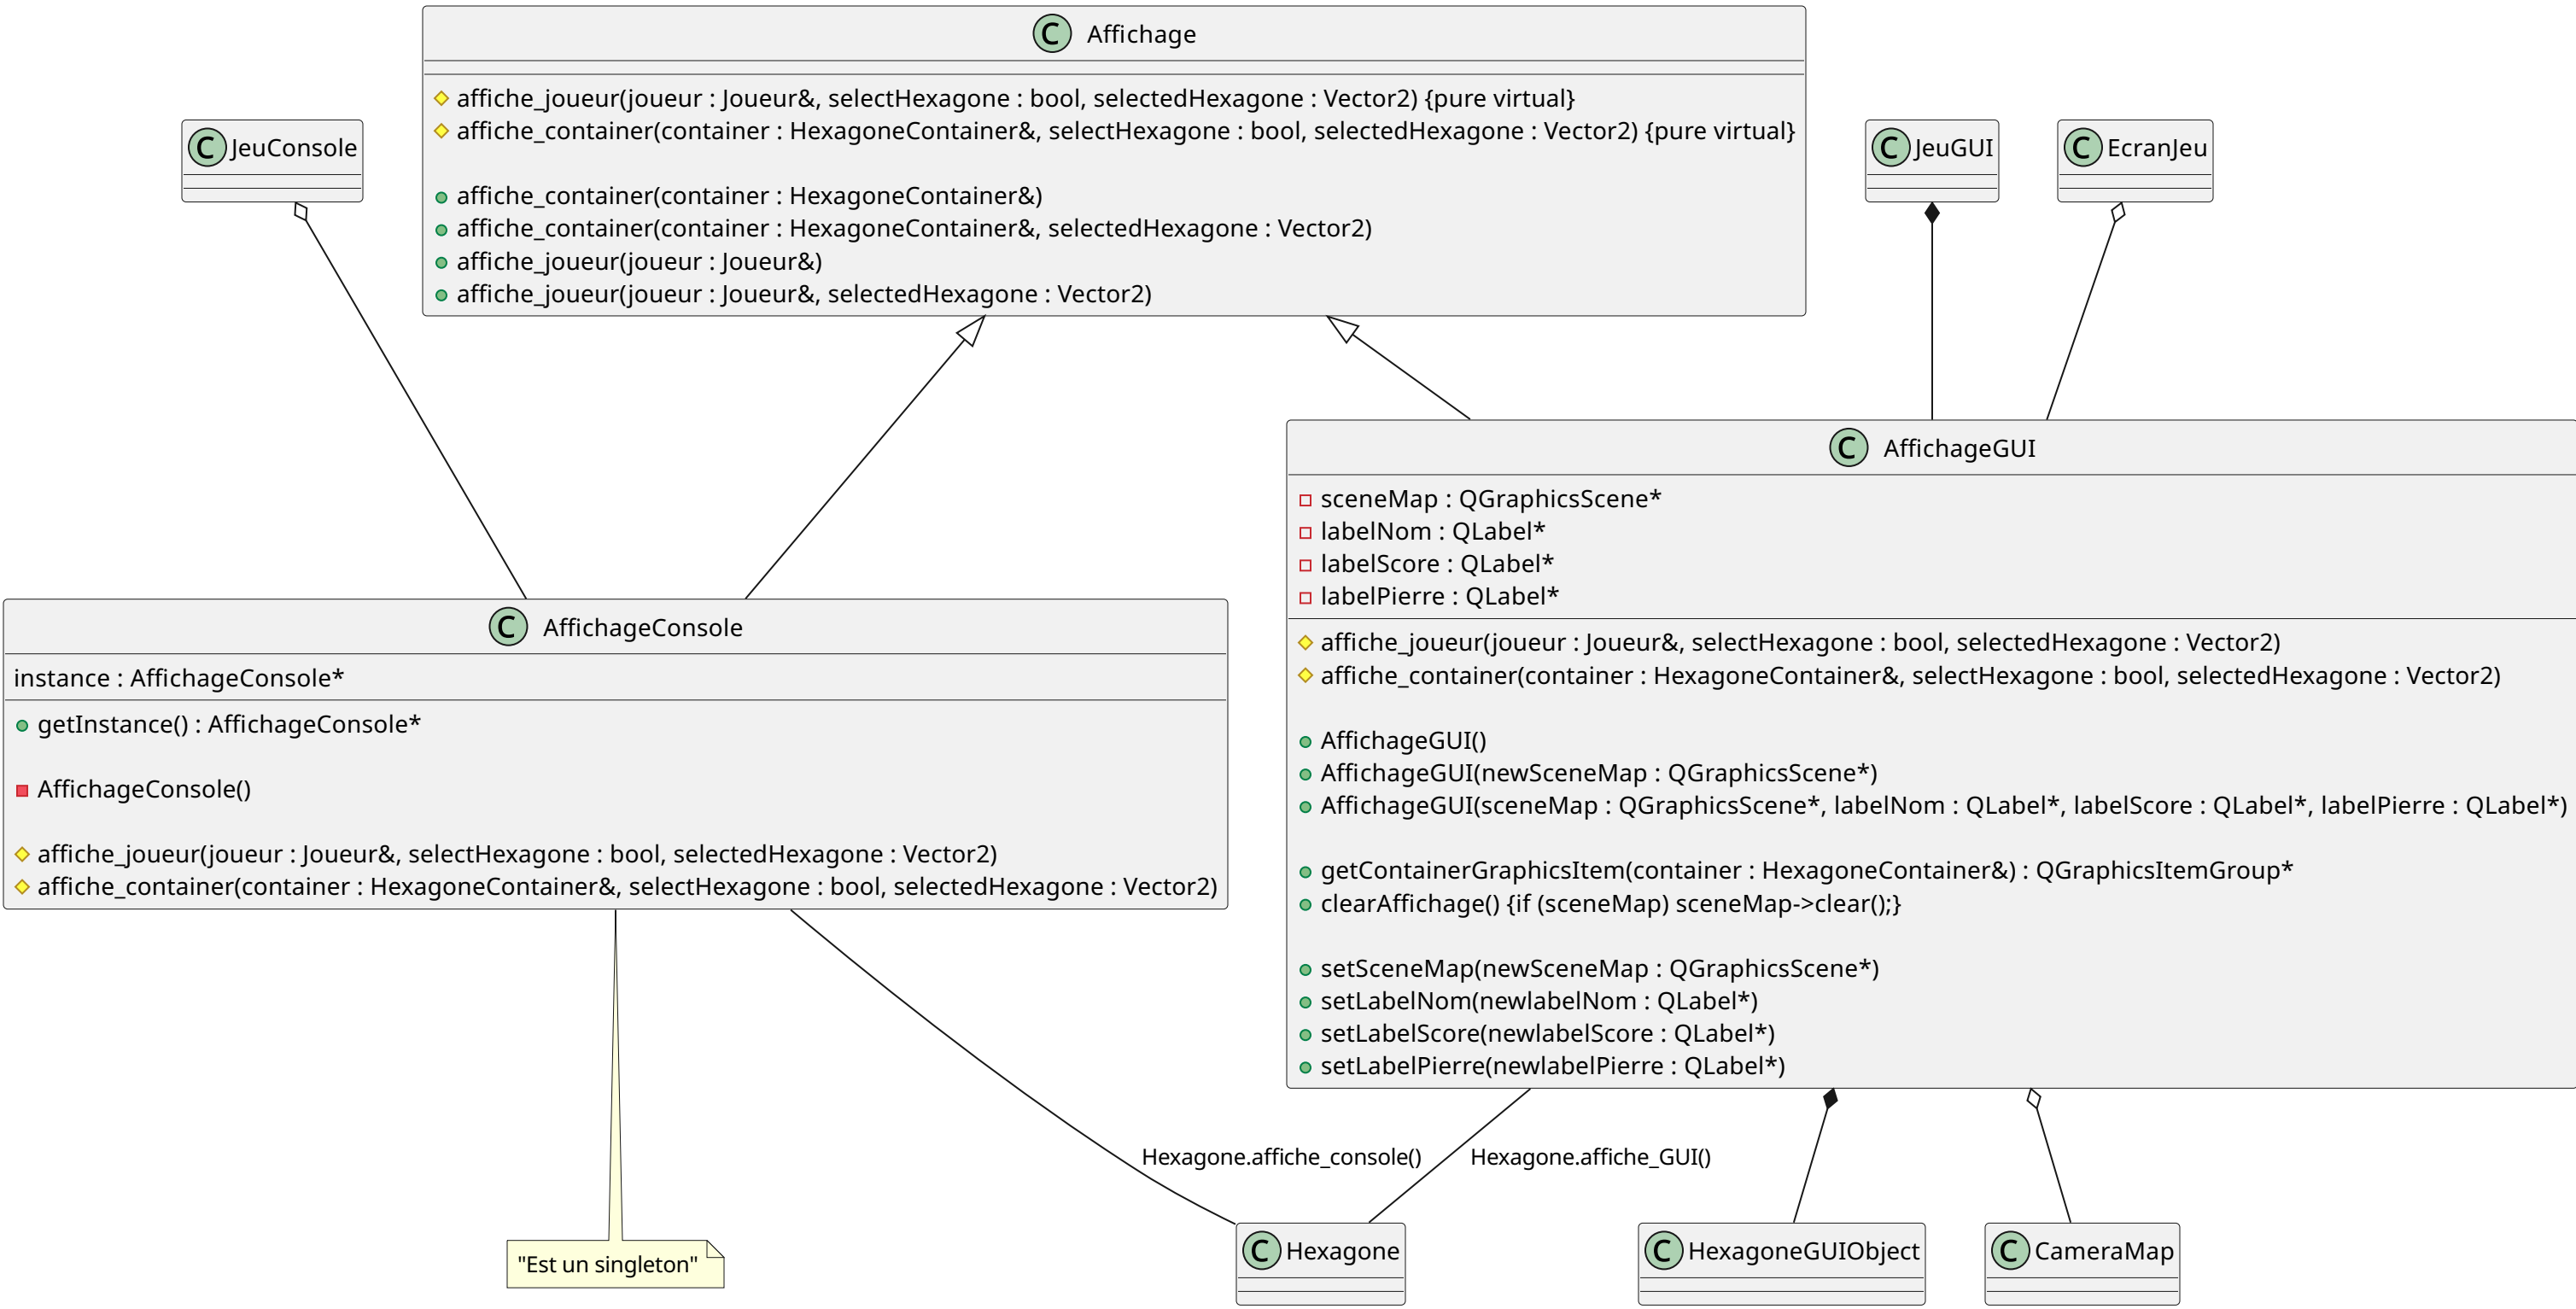 Affichage
affiche_joueur(joueur : Joueur&, selectHexagone : bool, selectedHexagone : Vector2) {pure virtual}
affiche_container(container : HexagoneContainer&, selectHexagone : bool, selectedHexagone : Vector2) {pure virtual}
affiche_container(container : HexagoneContainer&)
affiche_container(container : HexagoneContainer&, selectedHexagone : Vector2)
affiche_joueur(joueur : Joueur&)
affiche_joueur(joueur : Joueur&, selectedHexagone : Vector2)
JeuConsole
JeuGUI
EcranJeu
AffichageGUI
sceneMap : QGraphicsScene*
labelNom : QLabel*
labelScore : QLabel*
labelPierre : QLabel*
affiche_joueur(joueur : Joueur&, selectHexagone : bool, selectedHexagone : Vector2)
affiche_container(container : HexagoneContainer&, selectHexagone : bool, selectedHexagone : Vector2)
AffichageGUI()
AffichageGUI(newSceneMap : QGraphicsScene*)
AffichageGUI(sceneMap : QGraphicsScene*, labelNom : QLabel*, labelScore : QLabel*, labelPierre : QLabel*)
getContainerGraphicsItem(container : HexagoneContainer&) : QGraphicsItemGroup*
clearAffichage() {if (sceneMap) sceneMap->clear();}
setSceneMap(newSceneMap : QGraphicsScene*)
setLabelNom(newlabelNom : QLabel*)
setLabelScore(newlabelScore : QLabel*)
setLabelPierre(newlabelPierre : QLabel*)
AffichageConsole
instance : AffichageConsole*
getInstance() : AffichageConsole*
AffichageConsole()
affiche_joueur(joueur : Joueur&, selectHexagone : bool, selectedHexagone : Vector2)
affiche_container(container : HexagoneContainer&, selectHexagone : bool, selectedHexagone : Vector2)
Hexagone.affiche_console()
Hexagone.affiche_GUI()
"Est un singleton"
Hexagone
HexagoneGUIObject
CameraMap